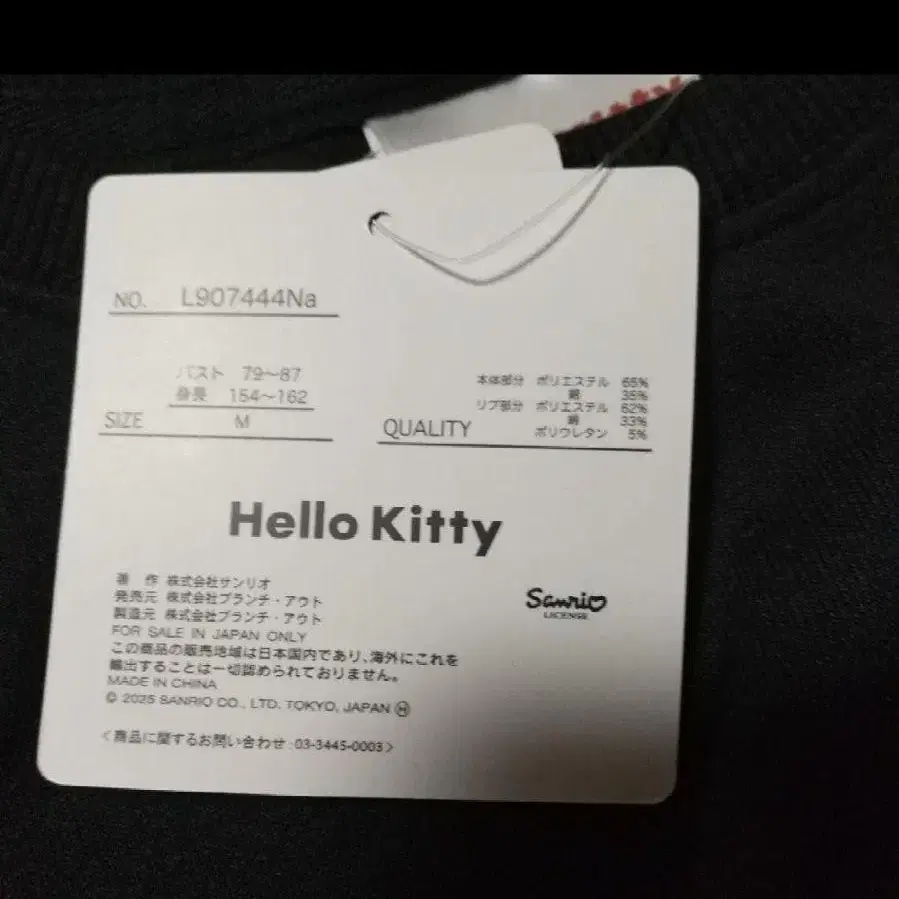 itty
NO. L907444Na
バスト 79～87
身長 154～162
SIZE M
本体部分 ポリエステル 65%
綿 35%
リブ部分 ポリエステル 62%
綿 33%
QUALITY ポリウレタン 5%
Hello Kitty
著 作 株式会社サンリオ
発売元 株式会社ブランチ・アウト
製造元 株式会社ブランチ・アウト
Sanrio
LICENSE
FOR SALE IN JAPAN ONLY
この商品の販売地域は日本国内であり、海外にこれを
輸出することは一切認められておりません。
MADE IN CHINA
© 2025 SANRIO CO., LTD. TOKYO, JAPAN Ⓗ
＜商品に関するお問い合わせ：03-3445-0003＞